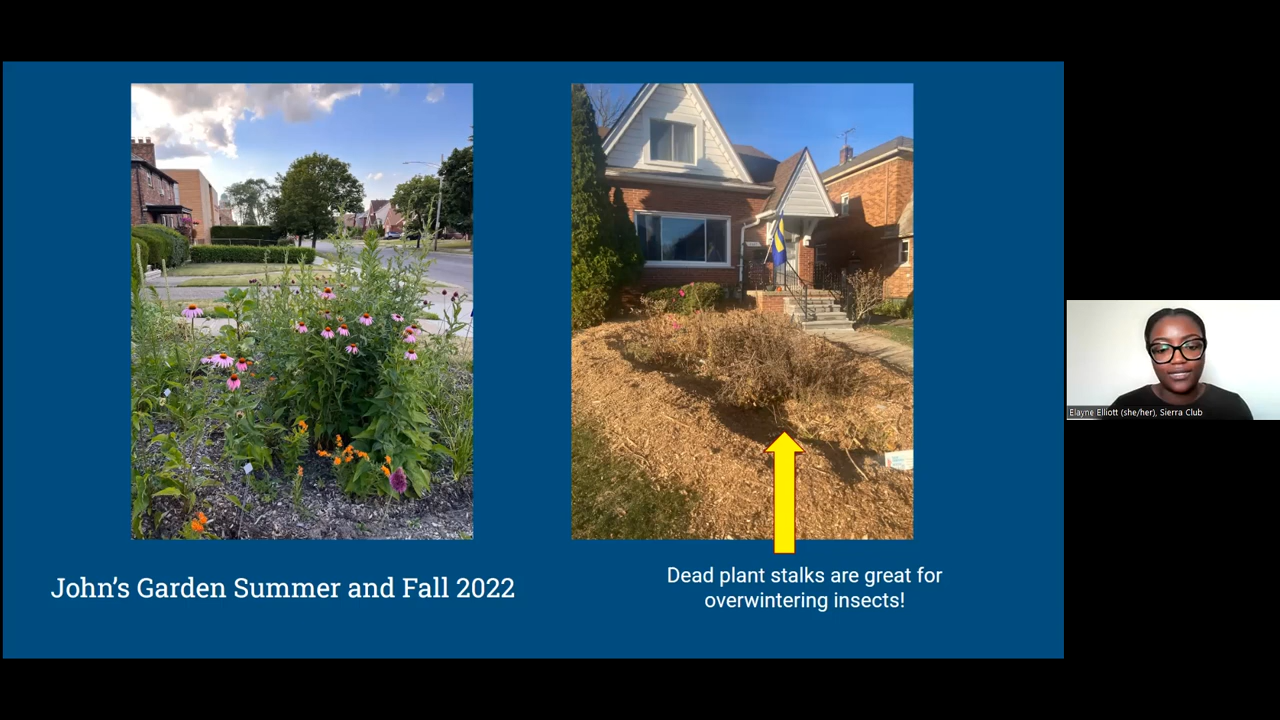 John’s Garden Summer and Fall 2022
Dead plant stalks are great for
overwintering insects!
Elayne Elliott (she/her), Sierra Club